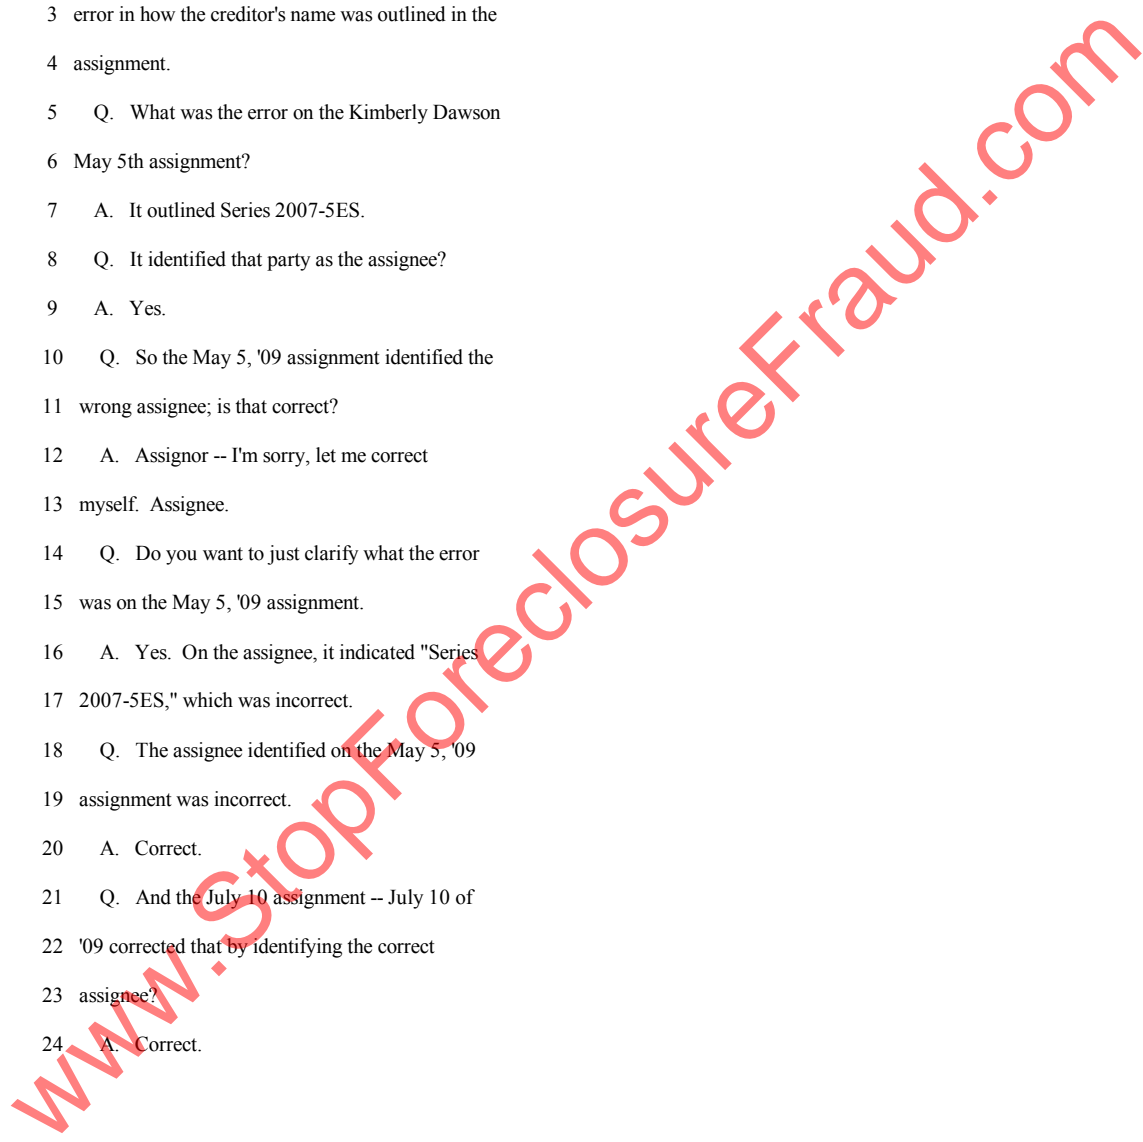 3 error in how the creditor's name was outlined in the
4 assignment.
5 Q. What was the error on the Kimberly Dawson
6 May 5th assignment?
7 A. It outlined Series 2007-5ES.
8 Q. It identified that party as the assignee?
9 A. Yes.
10 Q. So the May 5, '09 assignment identified the
11 wrong assignee; is that correct?
12 A. Assignor -- I'm sorry, let me correct
13 myself. Assignee.
14 Q. Do you want to just clarify what the error
15 was on the May 5, '09 assignment.
16 A. Yes. On the assignee, it indicated "Series
17 2007-5ES," which was incorrect.
18 Q. The assignee identified on the May 5, '09
19 assignment was incorrect.
20 A. Correct.
21 Q. And the July 10 assignment -- July 10 of
22 '09 corrected that by identifying the correct
23 assignee?
24 A. Correct.
www.StopForeclosureFraud.com